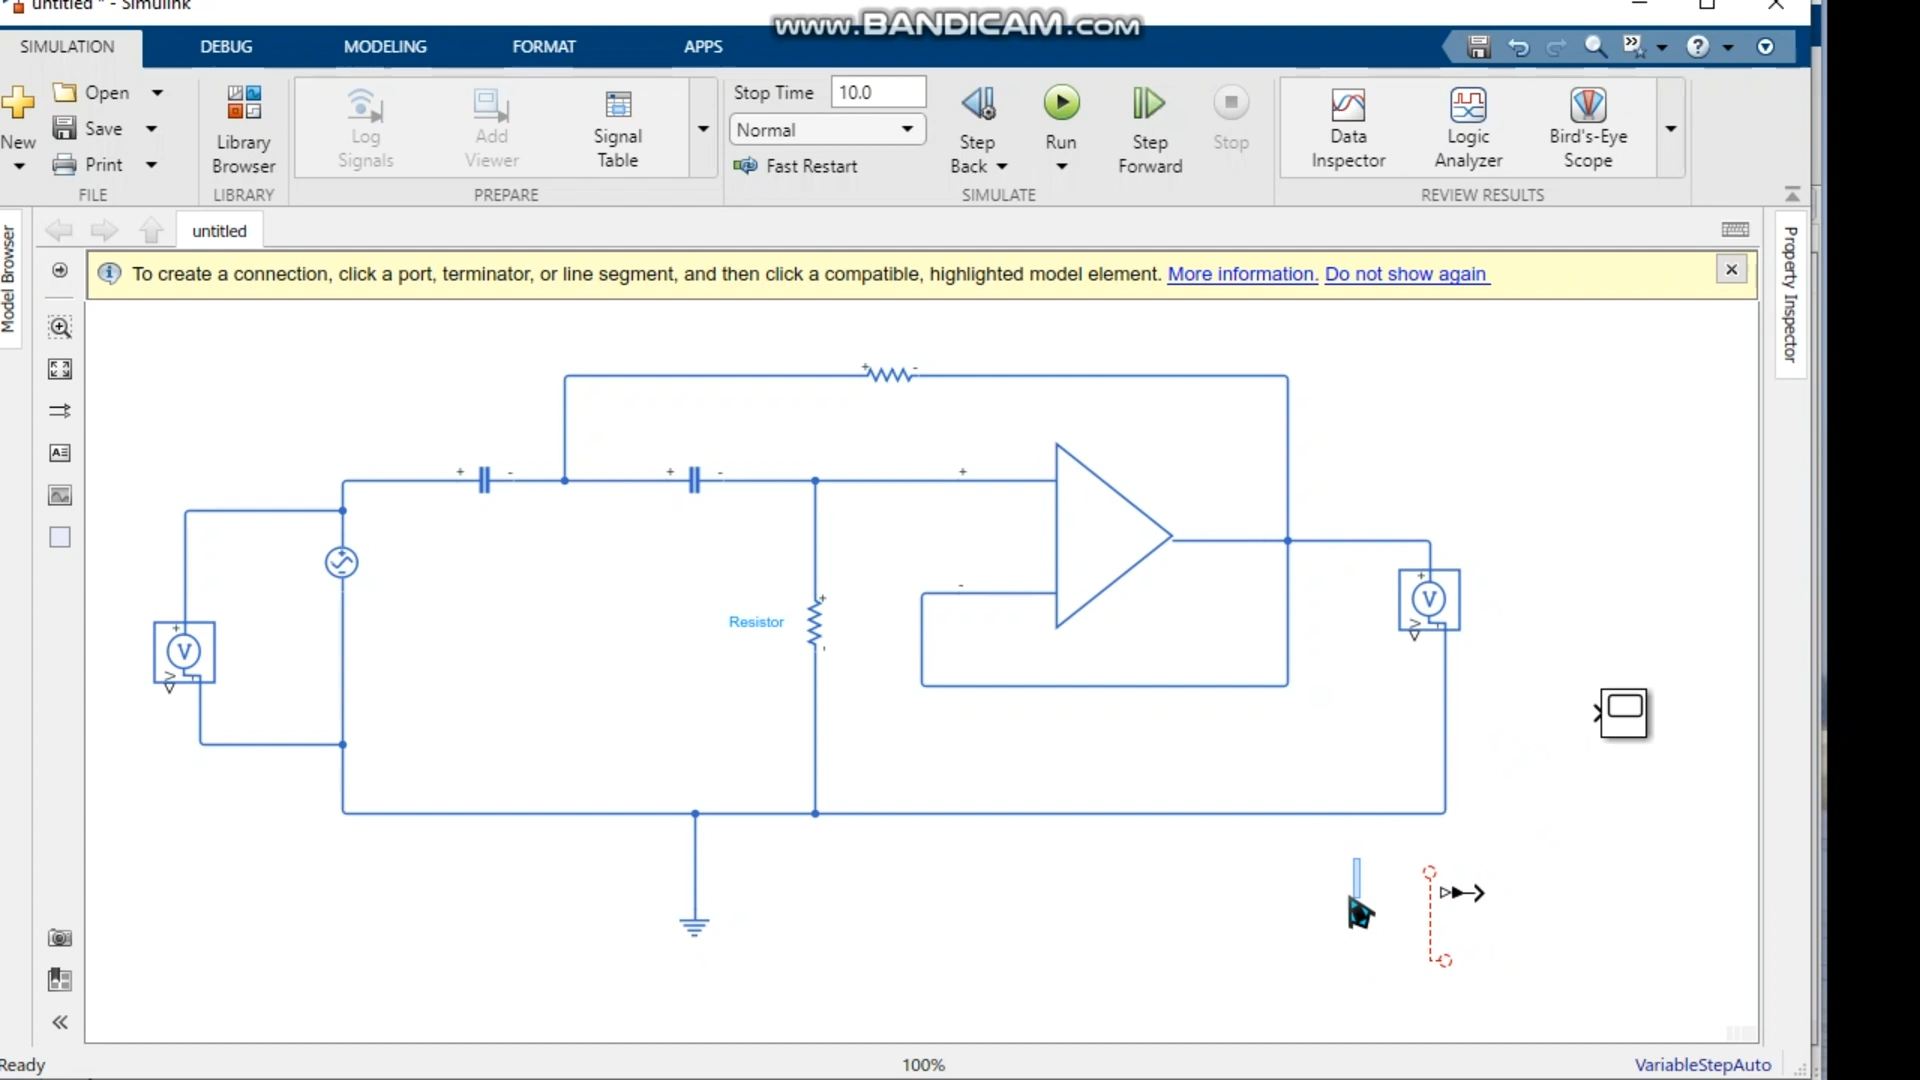 untitled * - Simulink
www.BANDICAM.com
SIMULATION
DEBUG
MODELING
FORMAT
APPS
New
Open
Save
Print
FILE
Library
Browser
LIBRARY
Log
Signals
Add
Viewer
Signal
Table
PREPARE
Stop Time 10.0
Normal
Fast Restart
Step
Back
Run
Step
Forward
Stop
SIMULATE
Data
Inspector
Logic
Analyzer
Bird's-Eye
Scope
REVIEW RESULTS
untitled
Model Browser
Property Inspector
To create a connection, click a port, terminator, or line segment, and then click a compatible, highlighted model element. More information. Do not show again
+ -
+ -
+ -
+
-
+
V
V
+
V
V
Resistor
+
-
Ready
100%
VariableStepAuto